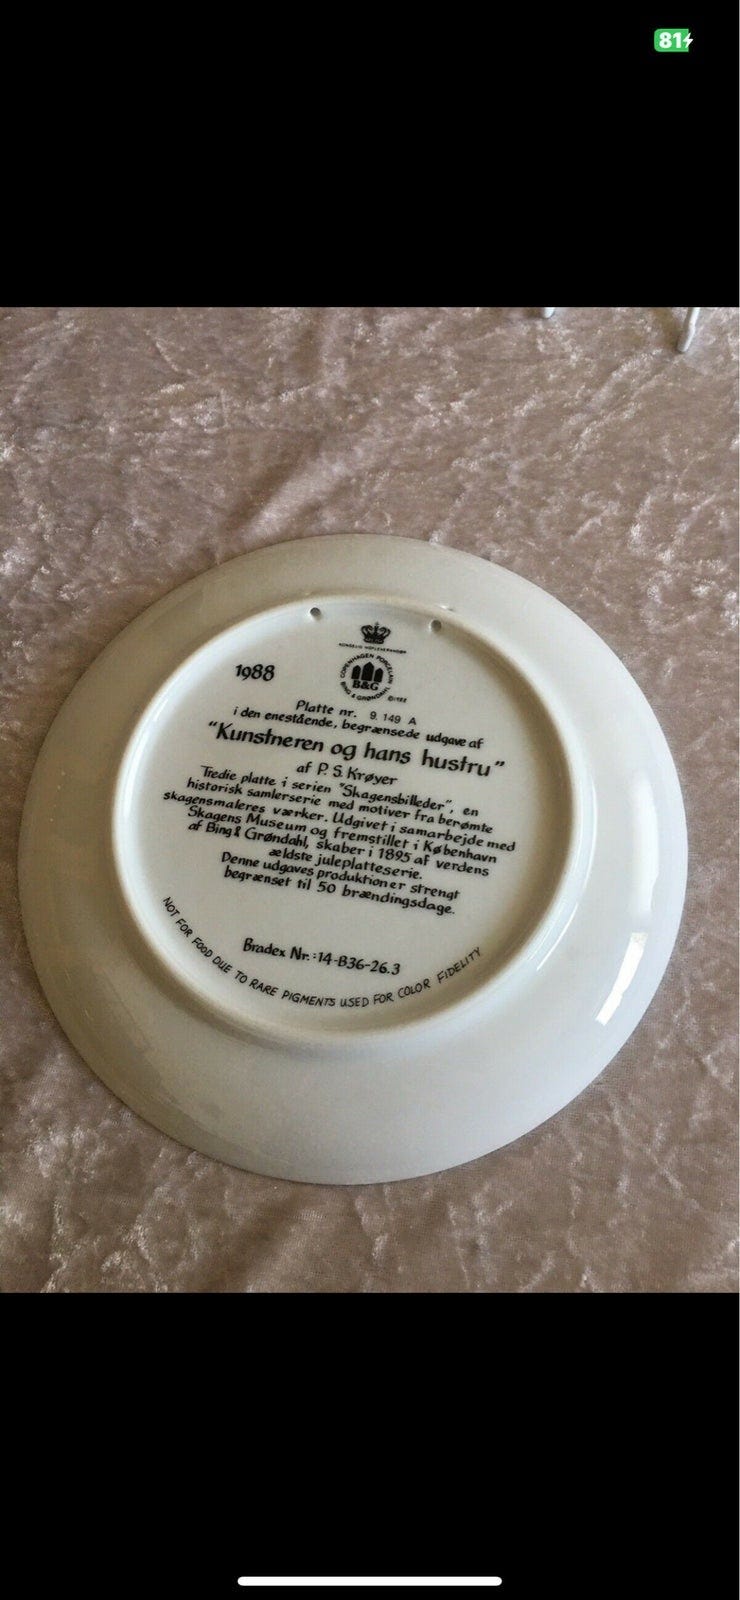 81
KONGELIG HOFLEVERANDØR
COPENHAGEN PORCELAIN
B&G
BING & GRØNDAHL
1988
Platte nr. 9.149 A
i den enestående, begrænsede udgave af
"Kunstneren og hans hustru"
af P. S. Krøyer
Tredie platte i serien "Skagensbilleder", en
historisk samlerserie med motiver fra berømte
skagensmaleres værker. Udgivet i samarbejde med
Skagens Museum og fremstillet i København
af Bing & Grøndahl, skaber i 1895 af verdens
ældste juleplatteserie.
Denne udgaves produktion er strengt
begrænset til 50 brændingsdage.
Bradex Nr.:14-B36-26.3
NOT FOR FOOD DUE TO RARE PIGMENTS USED FOR COLOR FIDELITY